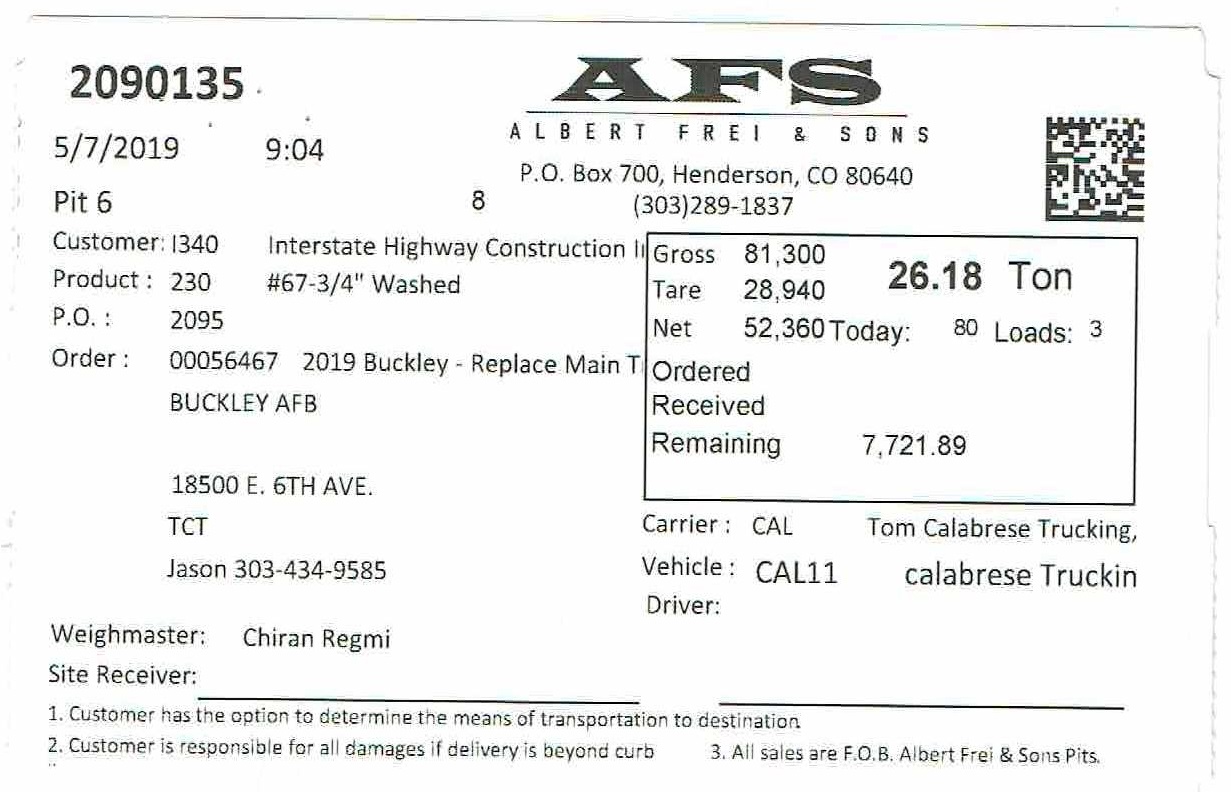 2090135
AFS
ALBERT FREI & SONS
5/7/2019 9:04
P.O. Box 700, Henderson, CO 80640
Pit 6 8 (303)289-1837
Customer: I340 Interstate Highway Construction I
Gross 81,300 26.18 Ton
Product : 230 #67-3/4" Washed
Tare 28,940
P.O. : 2095
Net 52,360 Today: 80 Loads: 3
Order : 00056467 2019 Buckley - Replace Main T
Ordered
BUCKLEY AFB
Received
Remaining 7,721.89
18500 E. 6TH AVE.
TCT
Carrier : CAL Tom Calabrese Trucking,
Jason 303-434-9585
Vehicle : CAL11 calabrese Truckin
Driver:
Weighmaster: Chiran Regmi
Site Receiver:
1. Customer has the option to determine the means of transportation to destination
2. Customer is responsible for all damages if delivery is beyond curb 3. All sales are F.O.B. Albert Frei & Sons Pits.